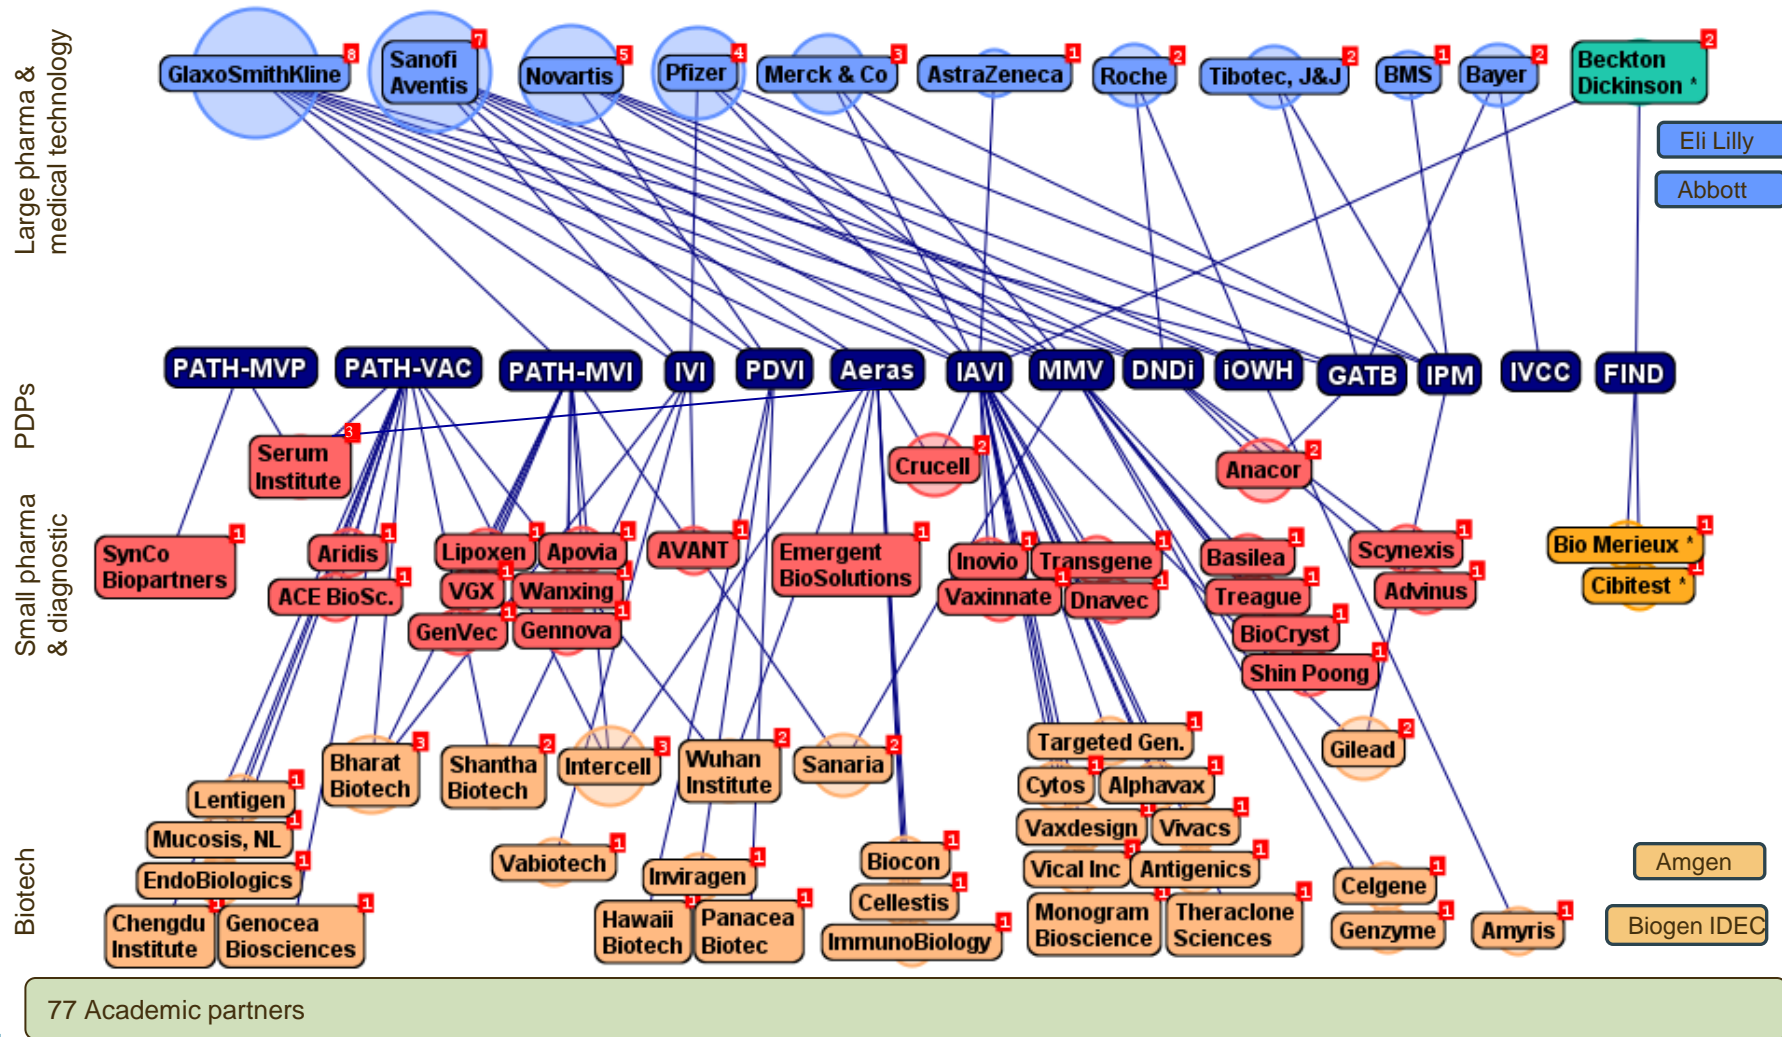 Large pharma &
medical technology
GlaxoSmithKline
8
Sanofi
Aventis
7
Novartis
5
Pfizer
4
Merck & Co
3
AstraZeneca
1
Roche
2
Tibotec, J&J
2
BMS
1
Bayer
2
Beckton
Dickinson *
2
Eli Lilly
Abbott
PDPs
PATH-MVP
PATH-VAC
PATH-MVI
IVI
PDVI
Aeras
IAVI
MMV
DNDi
iOWH
GATB
IPM
IVCC
FIND
Small pharma
& diagnostic
Serum
Institute
3
Crucell
2
Anacor
2
SynCo
Biopartners
1
Aridis
1
ACE BioSc.
1
Lipoxen
1
VGX
1
GenVec
1
Apovia
1
Wanxing
1
Gennova
1
AVANT
1
Emergent
BioSolutions
1
Inovio
1
Transgene
1
Vaxinnate
1
Dnavec
1
Basilea
1
Treague
1
BioCryst
1
Shin Poong
1
Scynexis
1
Advinus
1
Bio Merieux *
1
Cibitest *
1
Biotech
Lentigen
1
Mucosis, NL
1
EndoBiologics
1
Chengdu
Institute
1
Genocea
Biosciences
1
Bharat
Biotech
3
Shantha
Biotech
2
Intercell
3
Vabiotech
1
Wuhan
Institute
2
Inviragen
1
Hawaii
Biotech
1
Panacea
Biotec
1
Sanaria
2
Biocon
1
Cellestis
1
ImmunoBiology
1
Targeted Gen.
1
Cytos
1
Alphavax
1
Vaxdesign
1
Vivacs
1
Vical Inc
1
Antigenics
1
Monogram
Bioscience
1
Theraclone
Sciences
1
Gilead
2
Celgene
1
Genzyme
1
Amyris
1
Amgen
Biogen IDEC
77 Academic partners